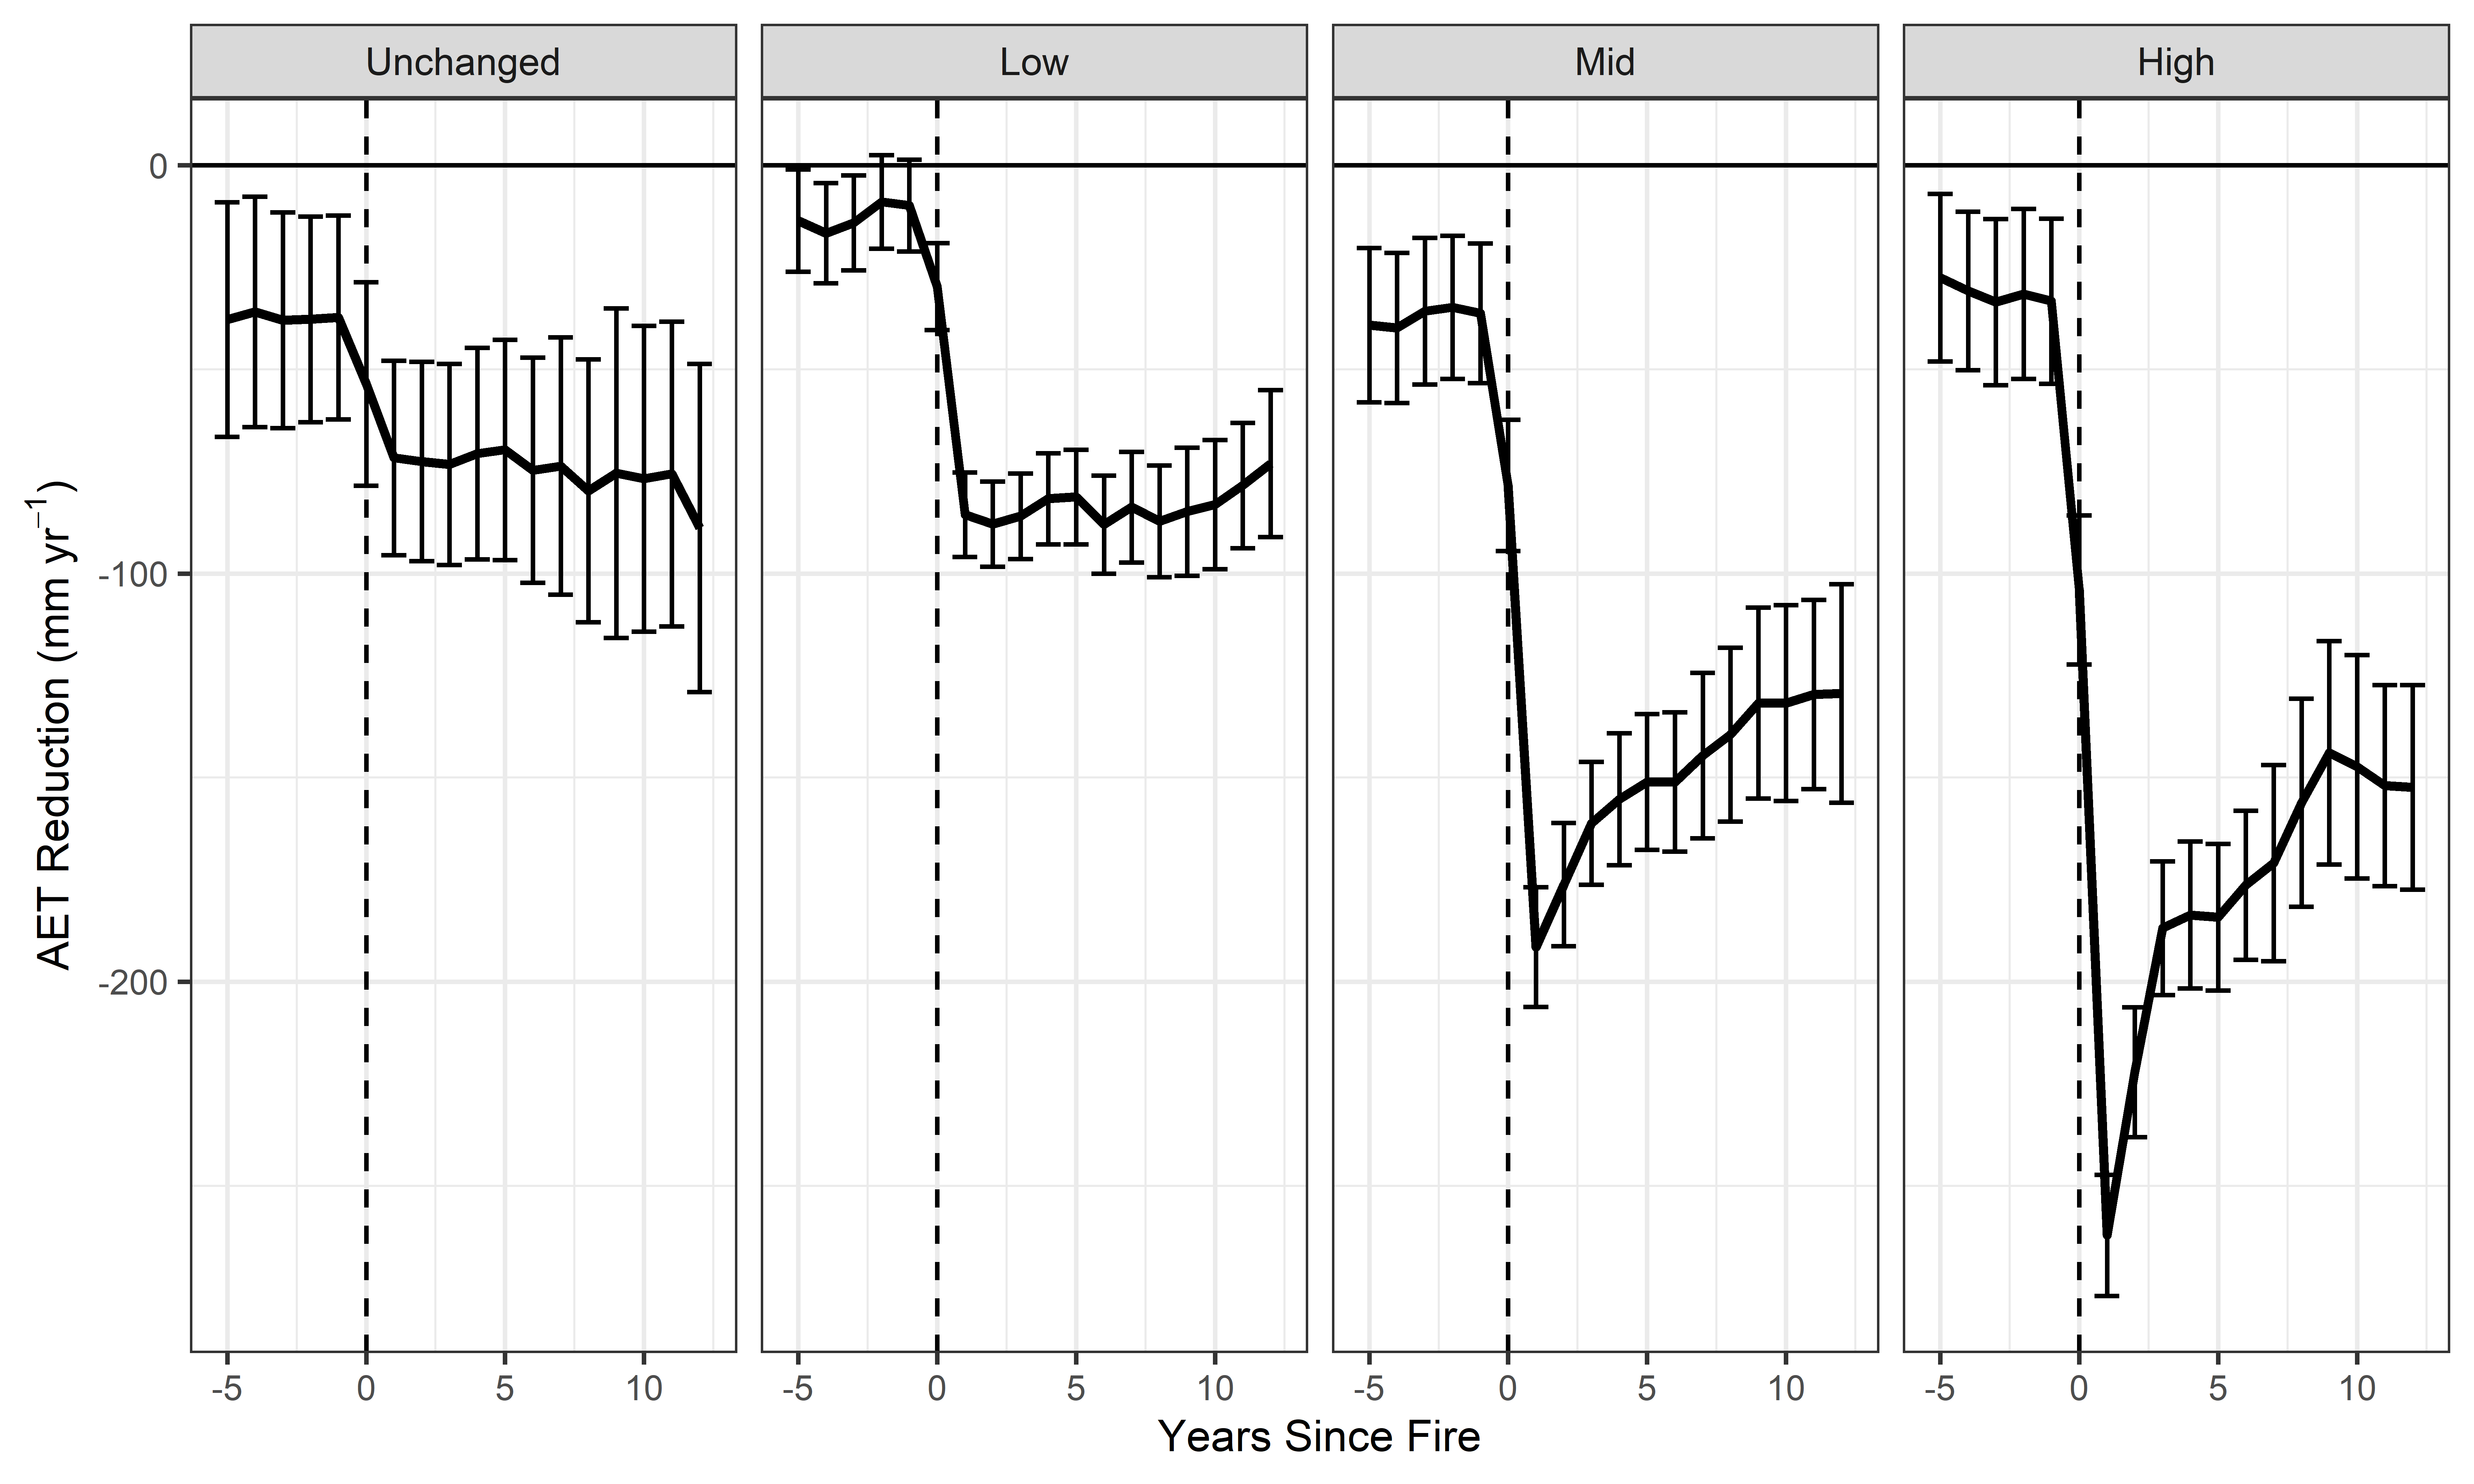 Unchanged Low Mid High
0
-100
-200
AET Reduction (mm yr⁻¹)
-5 0 5 10 -5 0 5 10 -5 0 5 10 -5 0 5 10
Years Since Fire